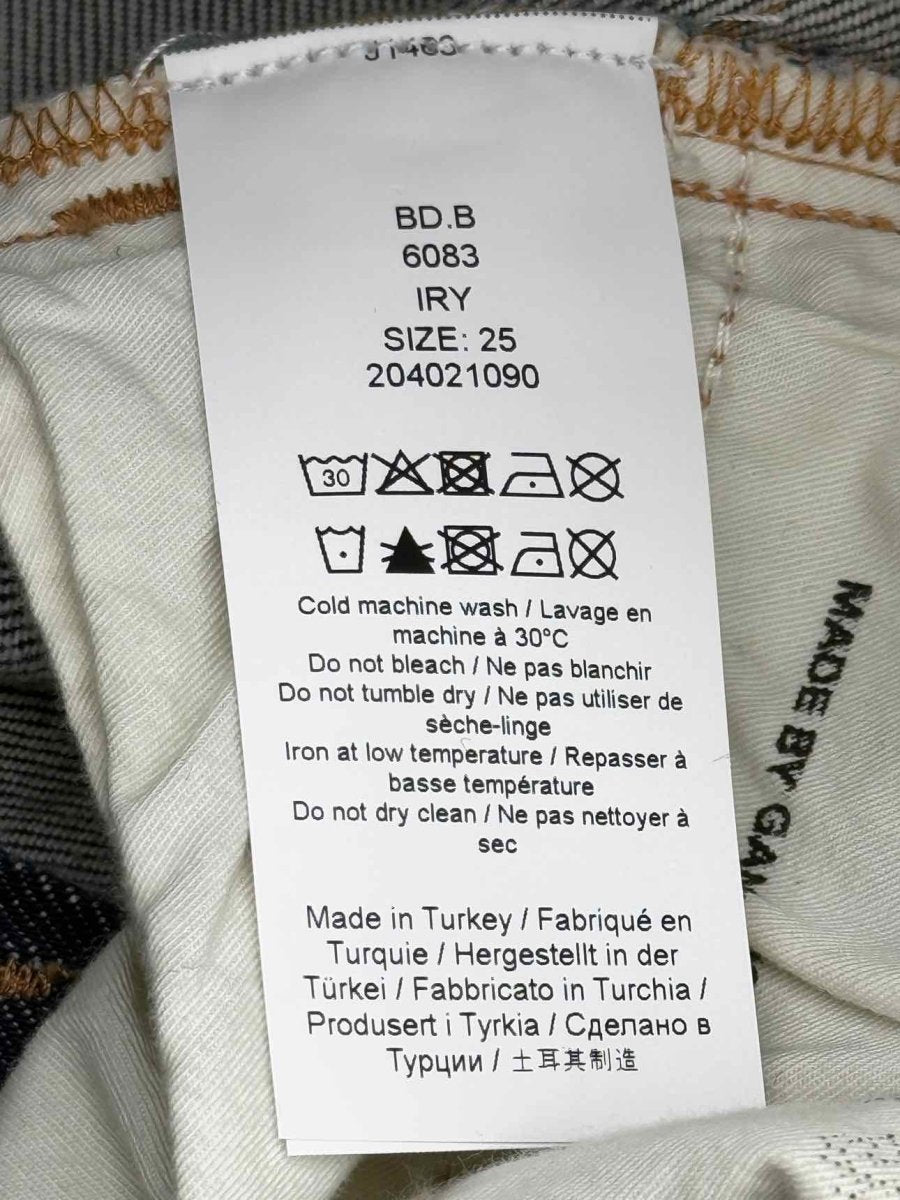 J1483
BD.B
6083
IRY
SIZE: 25
204021090
30
Cold machine wash / Lavage en
machine à 30°C
Do not bleach / Ne pas blanchir
Do not tumble dry / Ne pas utiliser de
sèche-linge
Iron at low temperature / Repasser à
basse température
Do not dry clean / Ne pas nettoyer à
sec
Made in Turkey / Fabriqué en
Turquie / Hergestellt in der
Türkei / Fabbricato in Turchia /
Produsert i Tyrkia / Сделано в
Турции / 土耳其制造
MADE BY GAN